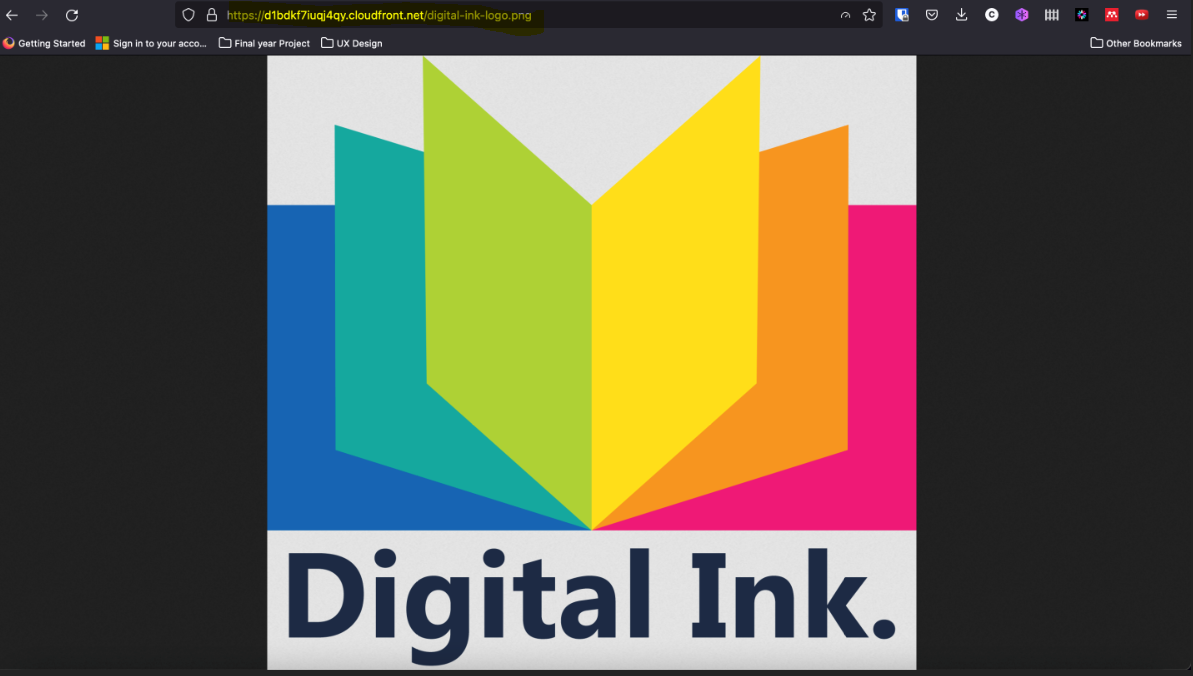 https://d1bdkf7iuqj4qy.cloudfront.net/digital-ink-logo.png
Getting Started Sign in to your acco... Final year Project UX Design Other Bookmarks
Digital Ink.